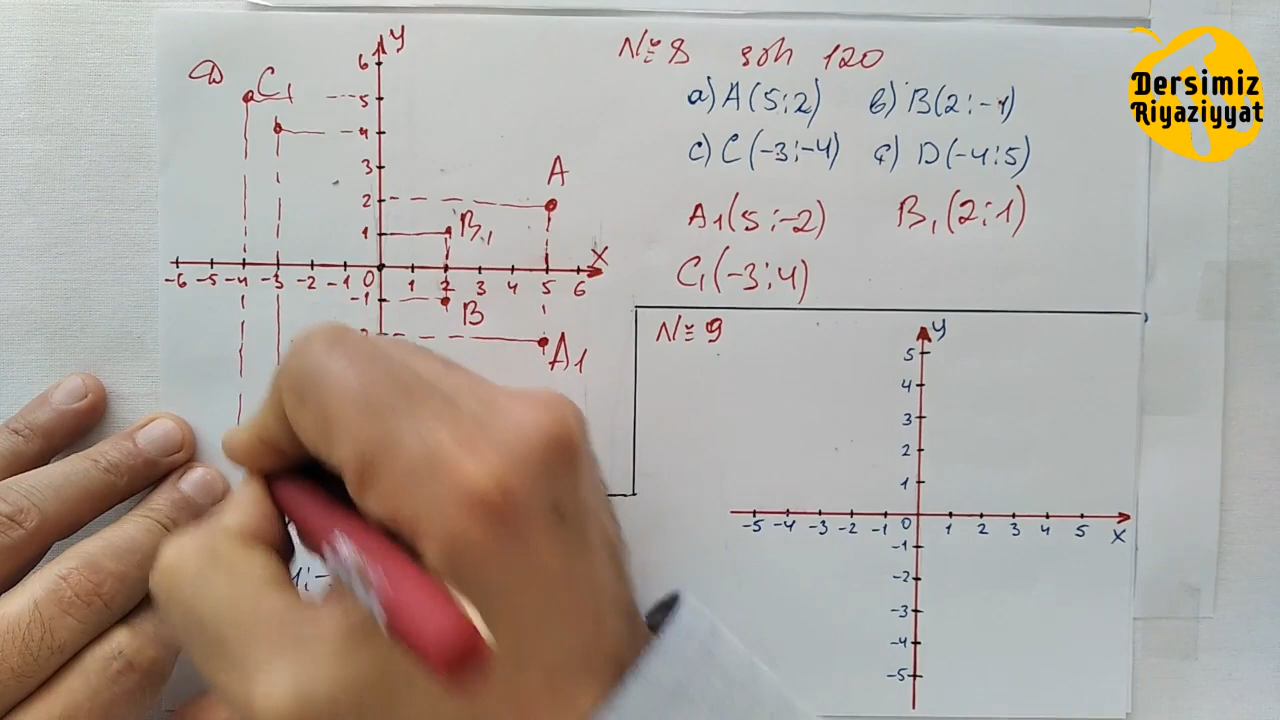 №8 səh 120
a) A(5;2) b) B(2;-1)
c) C(-3;-4) ç) D(-4;5)
A1(5;-2) B1(2;1)
C1(-3;4)
Dersimiz
Riyaziyyat
y
6
5
4
3
2
1
-6 -5 -4 -3 -2 -1 0 1 2 3 4 5 6 x
-1
D
C1
A
B1
B
A1
№9
y
5
4
3
2
1
-5 -4 -3 -2 -1 0 1 2 3 4 5 x
-1
-2
-3
-4
-5